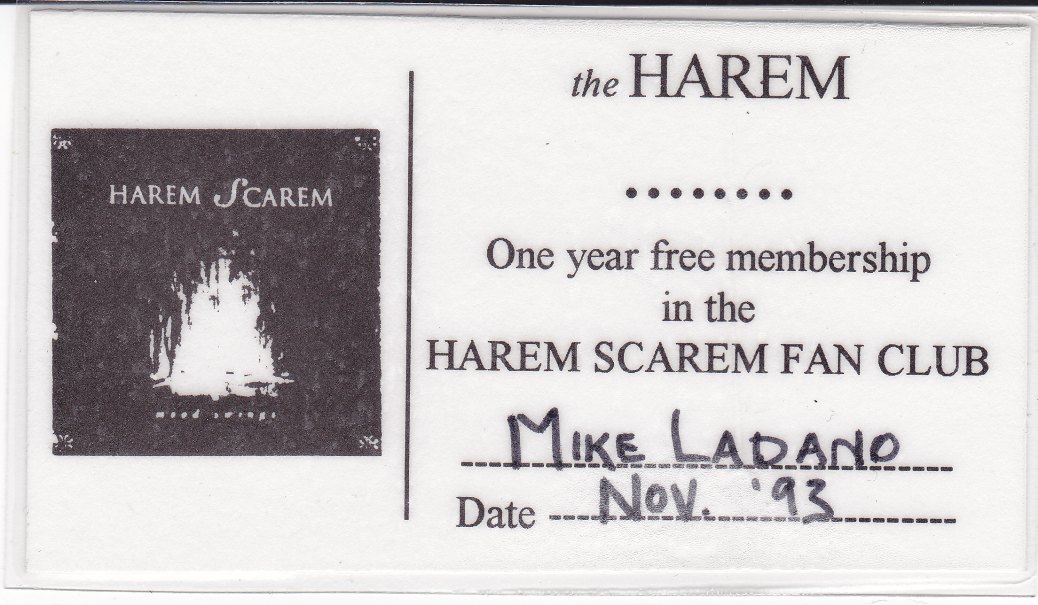 HAREM SCAREM
mood swings
the HAREM
........
One year free membership
in the
HAREM SCAREM FAN CLUB
MIKE LADANO
Date NOV. '93